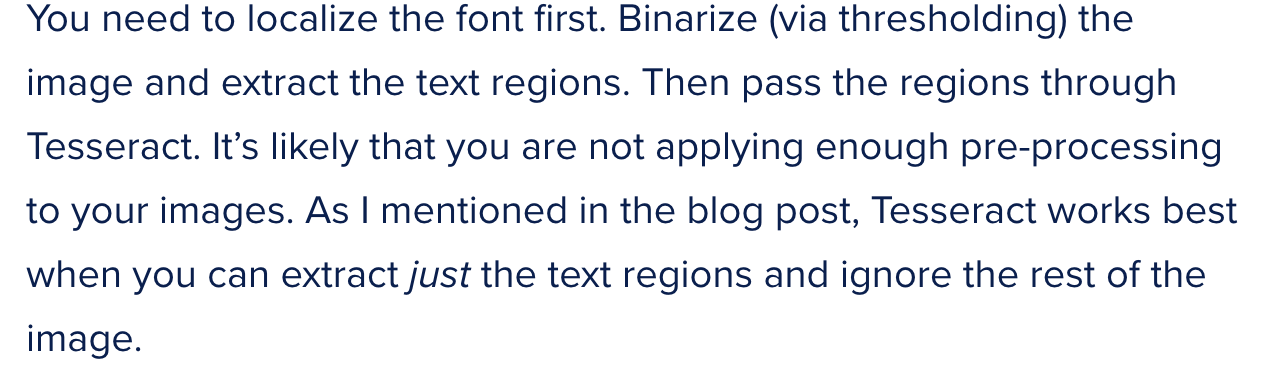 You need to localize the font first. Binarize (via thresholding) the
image and extract the text regions. Then pass the regions through
Tesseract. It’s likely that you are not applying enough pre-processing
to your images. As I mentioned in the blog post, Tesseract works best
when you can extract just the text regions and ignore the rest of the
image.